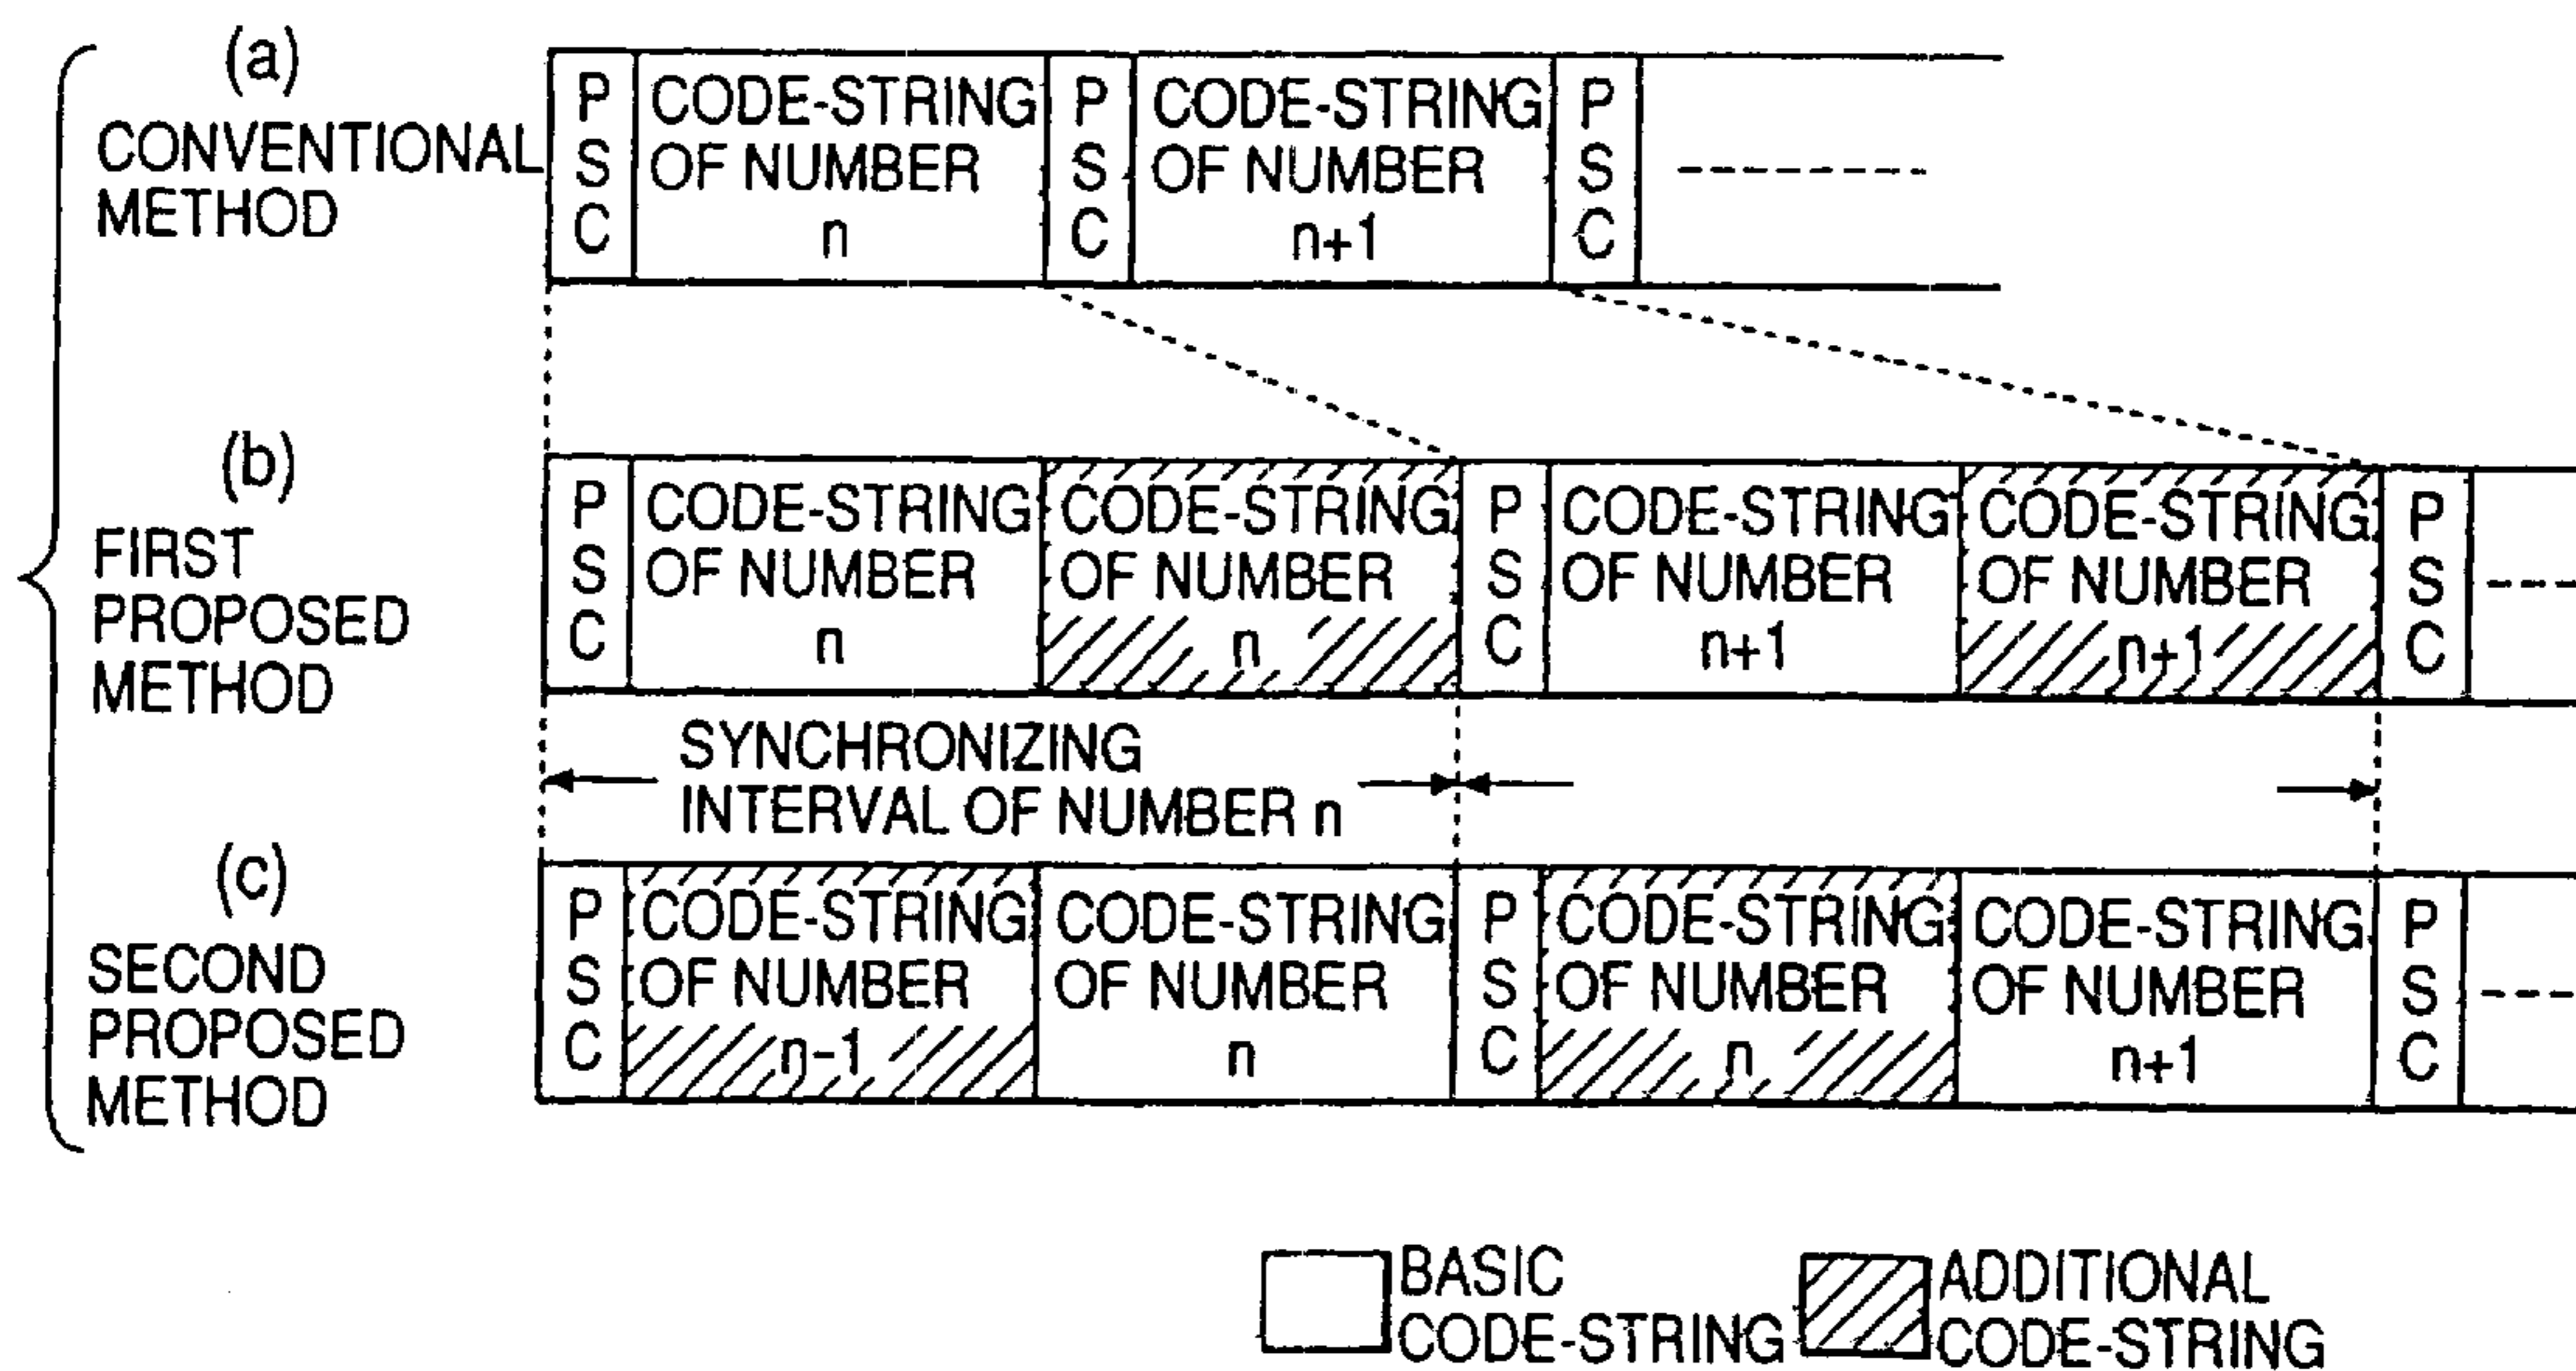 (a)
CONVENTIONAL
METHOD
P
S
C
CODE-STRING
OF NUMBER
n
P
S
C
CODE-STRING
OF NUMBER
n+1
P
S
C
(b)
FIRST
PROPOSED
METHOD
P
S
C
CODE-STRING
OF NUMBER
n
CODE-STRING
OF NUMBER
n
P
S
C
CODE-STRING
OF NUMBER
n+1
CODE-STRING
OF NUMBER
n+1
P
S
C
SYNCHRONIZING
INTERVAL OF NUMBER n
(c)
SECOND
PROPOSED
METHOD
P
S
C
CODE-STRING
OF NUMBER
n-1
CODE-STRING
OF NUMBER
n
P
S
C
CODE-STRING
OF NUMBER
n
CODE-STRING
OF NUMBER
n+1
P
S
C
BASIC
CODE-STRING
ADDITIONAL
CODE-STRING